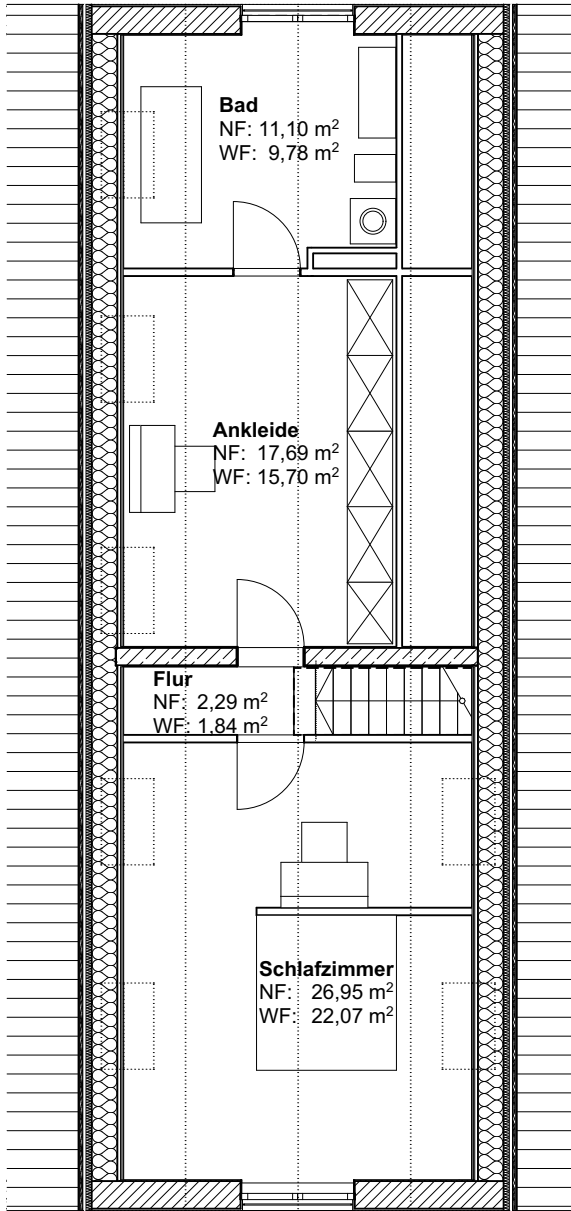 Bad
NF: 11,10 m²
WF: 9,78 m²
Ankleide
NF: 17,69 m²
WF: 15,70 m²
Flur
NF: 2,29 m²
WF: 1,84 m²
Schlafzimmer
NF: 26,95 m²
WF: 22,07 m²